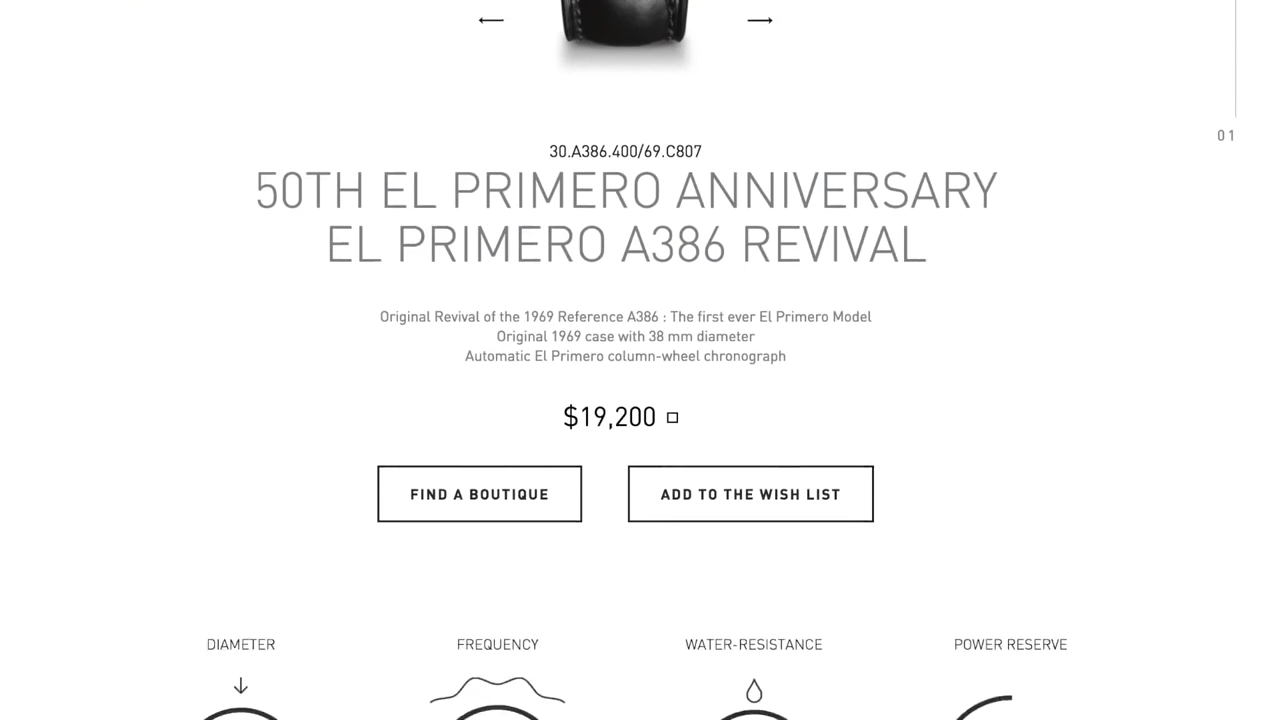 01
30.A386.400/69.C807
50TH EL PRIMERO ANNIVERSARY
EL PRIMERO A386 REVIVAL
Original Revival of the 1969 Reference A386 : The first ever El Primero Model
Original 1969 case with 38 mm diameter
Automatic El Primero column-wheel chronograph
$19,200
FIND A BOUTIQUE
ADD TO THE WISH LIST
DIAMETER
FREQUENCY
WATER-RESISTANCE
POWER RESERVE